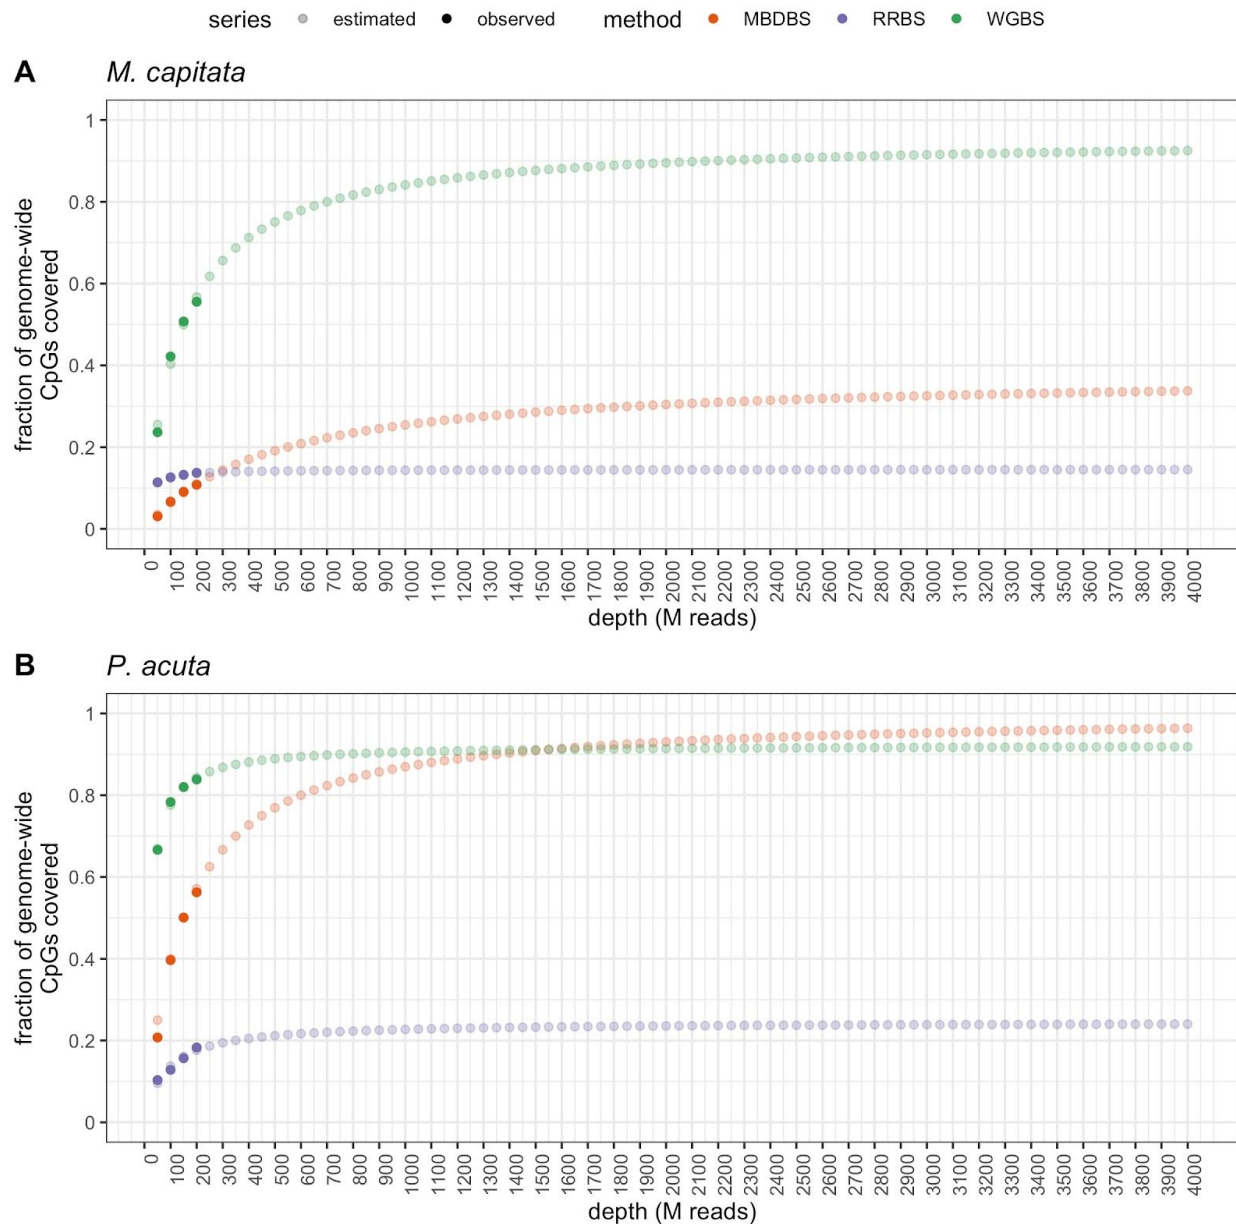 series estimated observed method MBDBS RRBS WGBS
A M. capitata
fraction of genome-wide
CpGs covered
1
0.8
0.6
0.4
0.2
0
0 100 200 300 400 500 600 700 800 900 1000 1100 1200 1300 1400 1500 1600 1700 1800 1900 2000 2100 2200 2300 2400 2500 2600 2700 2800 2900 3000 3100 3200 3300 3400 3500 3600 3700 3800 3900 4000
depth (M reads)
B P. acuta
fraction of genome-wide
CpGs covered
1
0.8
0.6
0.4
0.2
0
0 100 200 300 400 500 600 700 800 900 1000 1100 1200 1300 1400 1500 1600 1700 1800 1900 2000 2100 2200 2300 2400 2500 2600 2700 2800 2900 3000 3100 3200 3300 3400 3500 3600 3700 3800 3900 4000
depth (M reads)